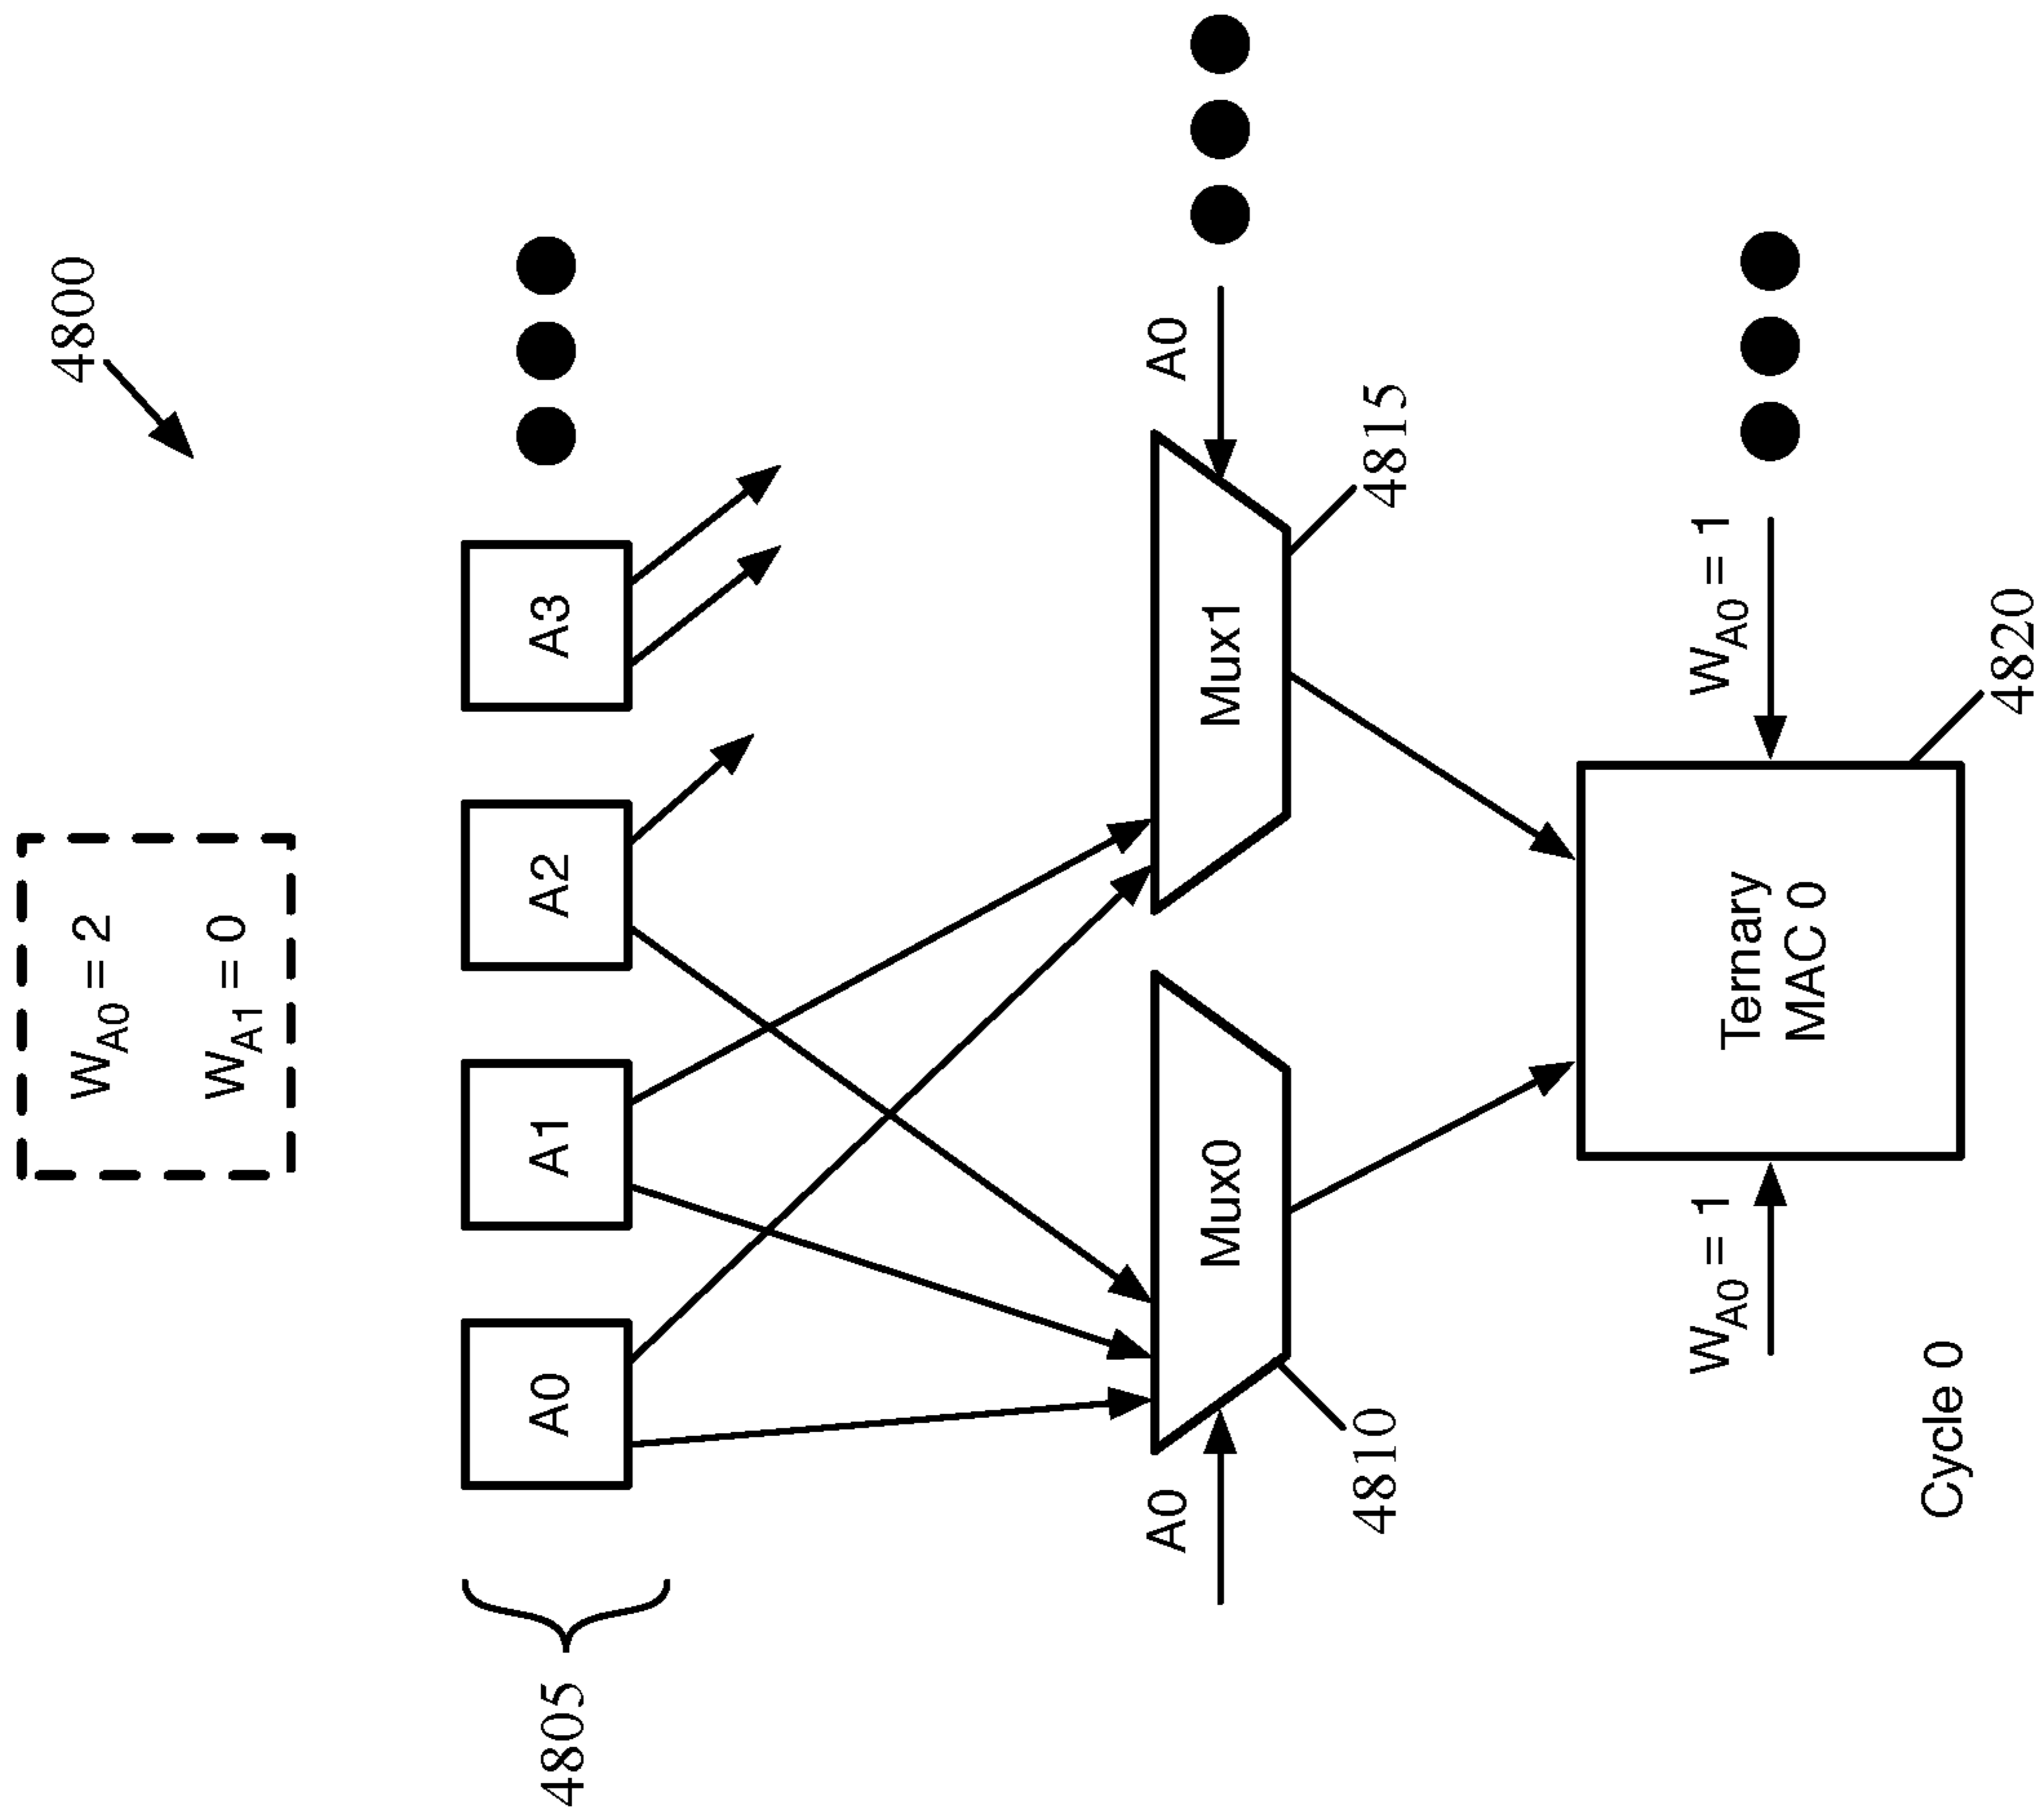 4800
W_A0 = 2
W_A1 = 0
4805
A0
A1
A2
A3
A0
Mux0
Mux1
A0
4810
4815
W_A0 = 1
Ternary
MAC 0
W_A0 = 1
4820
Cycle 0